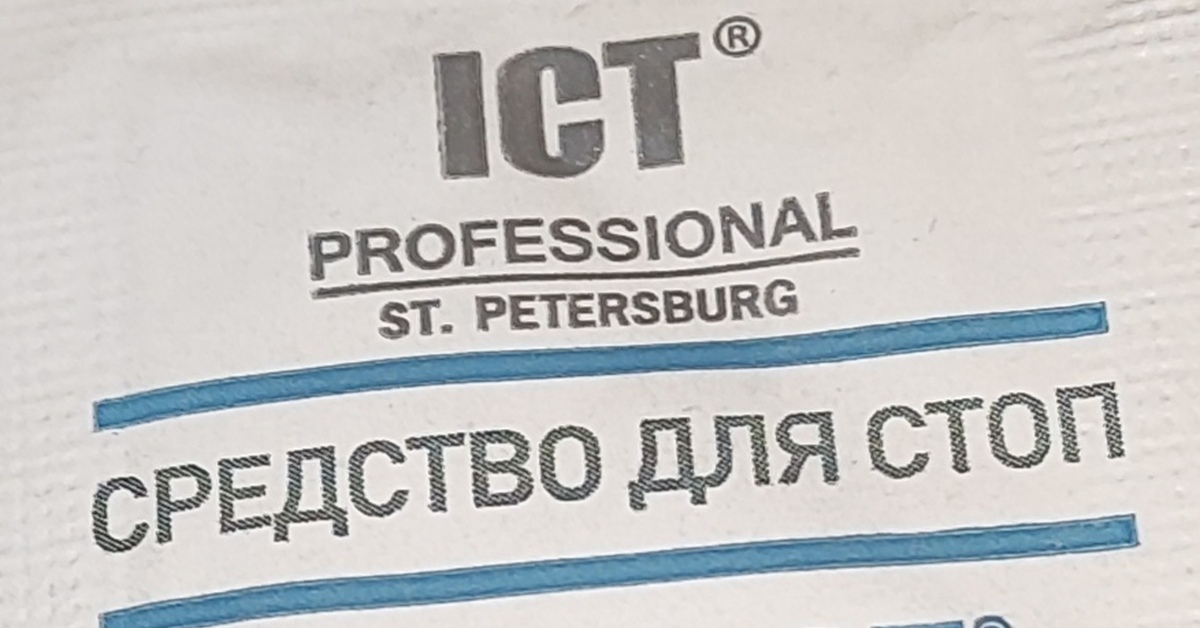 ICT®
PROFESSIONAL
ST. PETERSBURG
СРЕДСТВО ДЛЯ СТОП